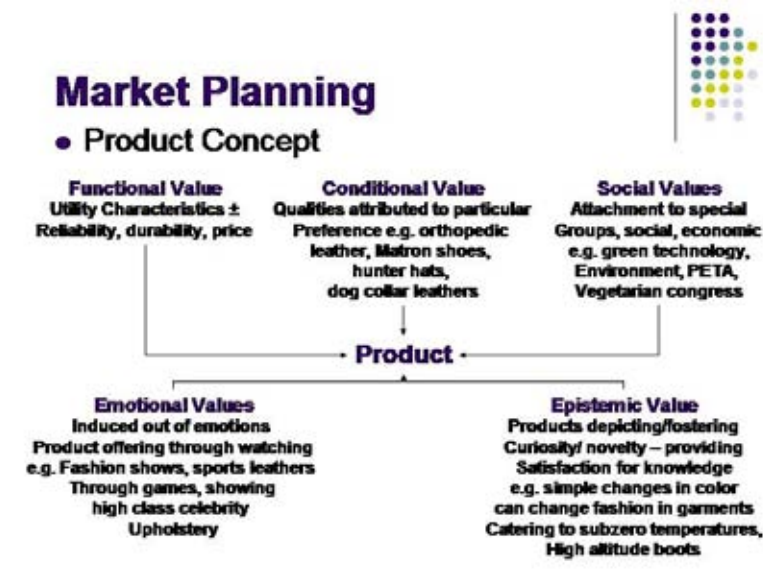 Market Planning
● Product Concept
Functional Value
Utility Characteristics ±
Reliability, durability, price
Conditional Value
Qualities attributed to particular
Preference e.g. orthopedic
leather, Matron shoes,
hunter hats,
dog collar leathers
Social Values
Attachment to special
Groups, social, economic
e.g. green technology,
Environment, PETA,
Vegetarian congress
Product
Emotional Values
Induced out of emotions
Product offering through watching
e.g. Fashion shows, sports leathers
Through games, showing
high class celebrity
Upholstery
Epistemic Value
Products depicting/fostering
Curiosity/ novelty – providing
Satisfaction for knowledge
e.g. simple changes in color
can change fashion in garments
Catering to subzero temperatures,
High altitude boots